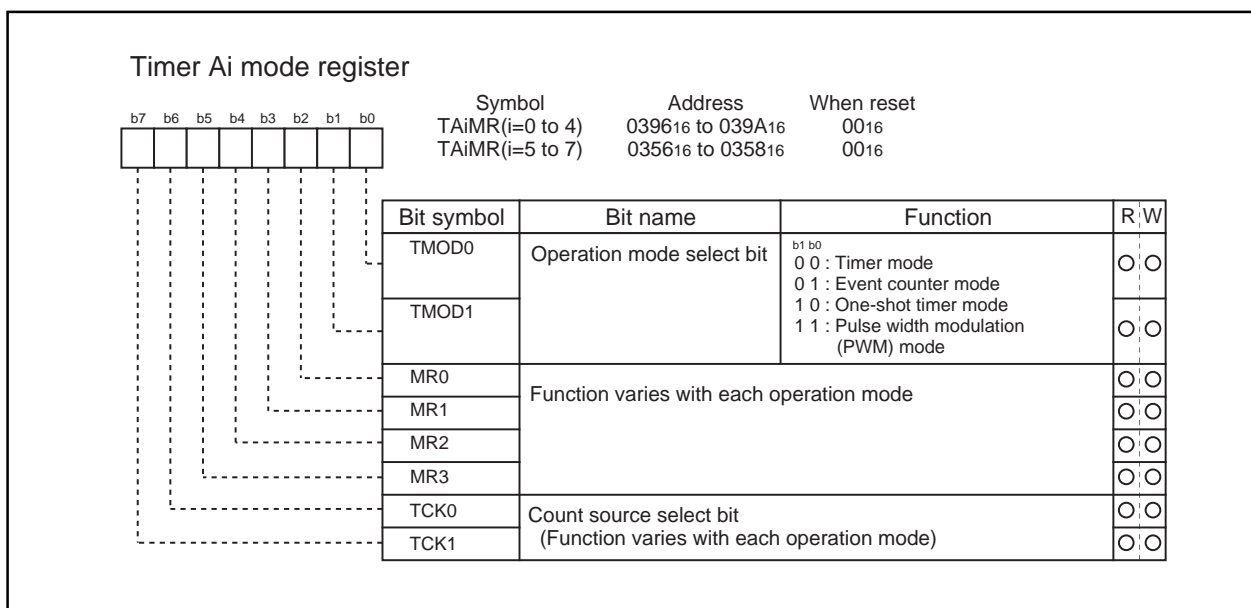 Timer Ai mode register
Symbol Address When reset
TAiMR(i=0 to 4) 039616 to 039A16 0016
TAiMR(i=5 to 7) 035616 to 035816 0016
b7 b6 b5 b4 b3 b2 b1 b0
Bit symbol Bit name Function R W
TMOD0 Operation mode select bit
b1 b0
0 0 : Timer mode
0 1 : Event counter mode
1 0 : One-shot timer mode
TMOD1
1 1 : Pulse width modulation
(PWM) mode
MR0
Function varies with each operation mode
MR1
MR2
MR3
TCK0
Count source select bit
(Function varies with each operation mode)
TCK1